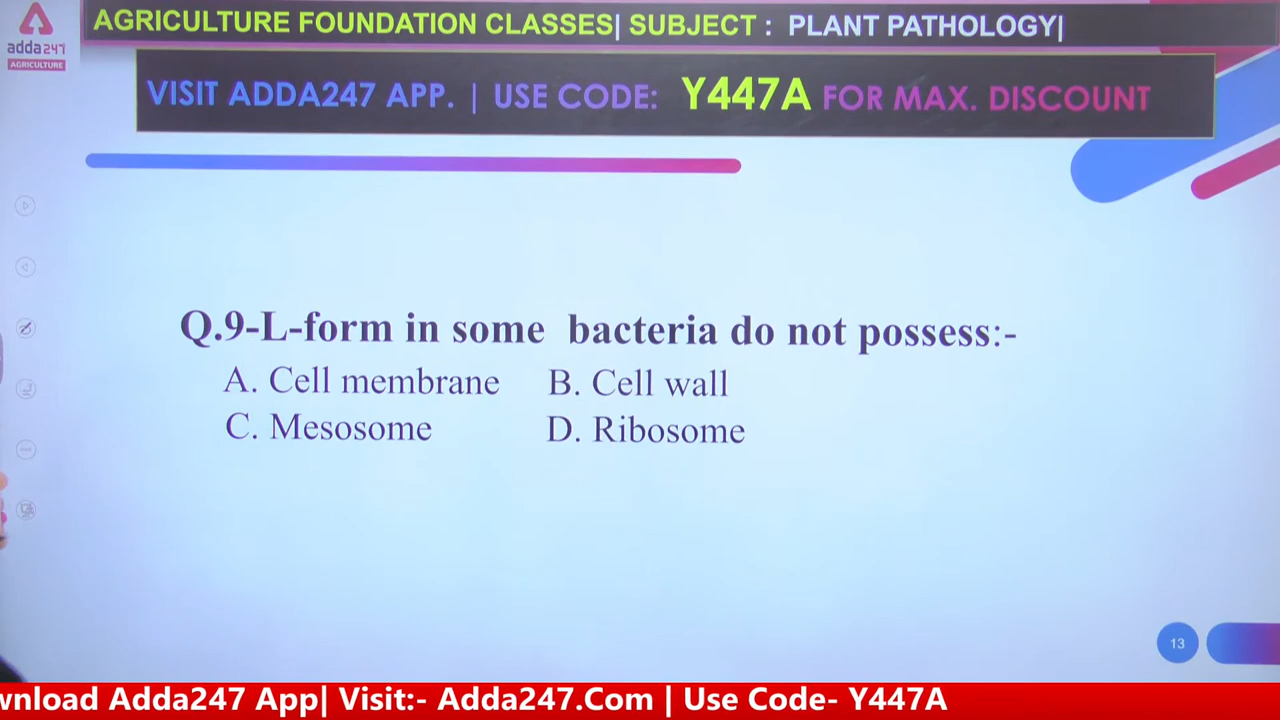 AGRICULTURE FOUNDATION CLASSES| SUBJECT : PLANT PATHOLOGY|
adda247
AGRICULTURE
VISIT ADDA247 APP. | USE CODE: Y447A FOR MAX. DISCOUNT
Q.9-L-form in some bacteria do not possess:-
A. Cell membrane B. Cell wall
C. Mesosome D. Ribosome
13
wnload Adda247 App| Visit:- Adda247.Com | Use Code- Y447A